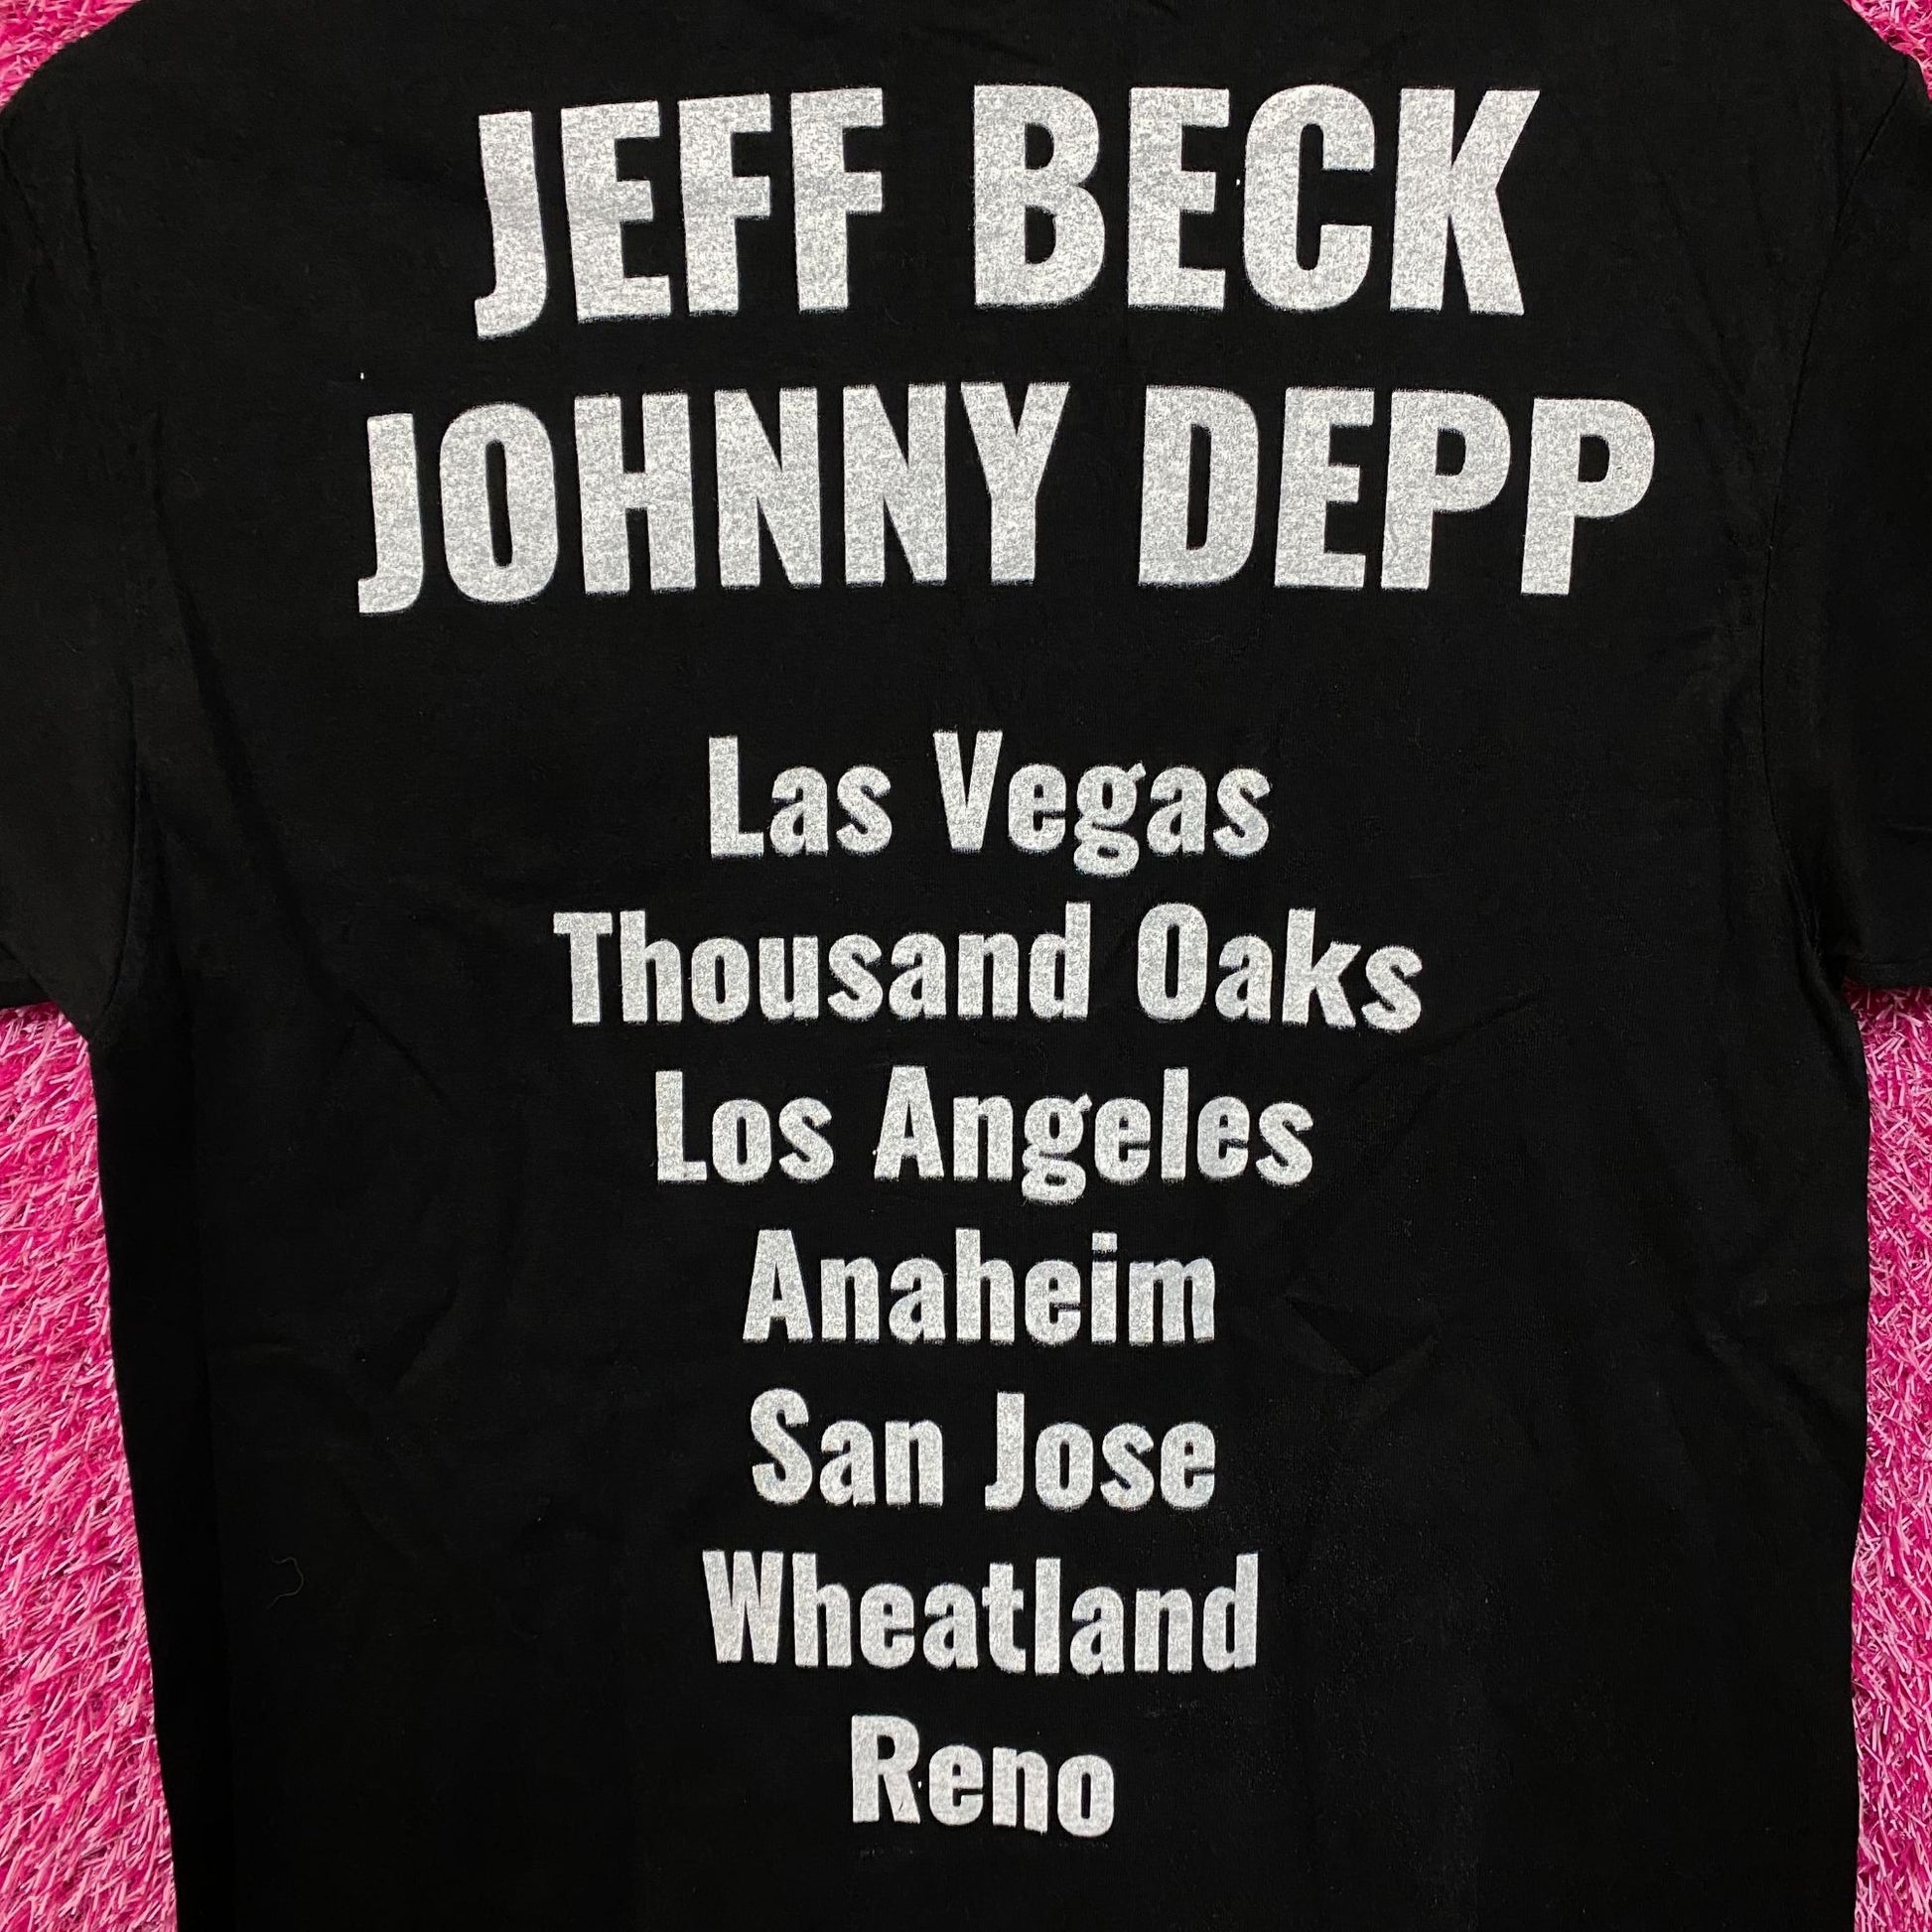 JEFF BECK
JOHNNY DEPP
Las Vegas
Thousand Oaks
Los Angeles
Anaheim
San Jose
Wheatland
Reno